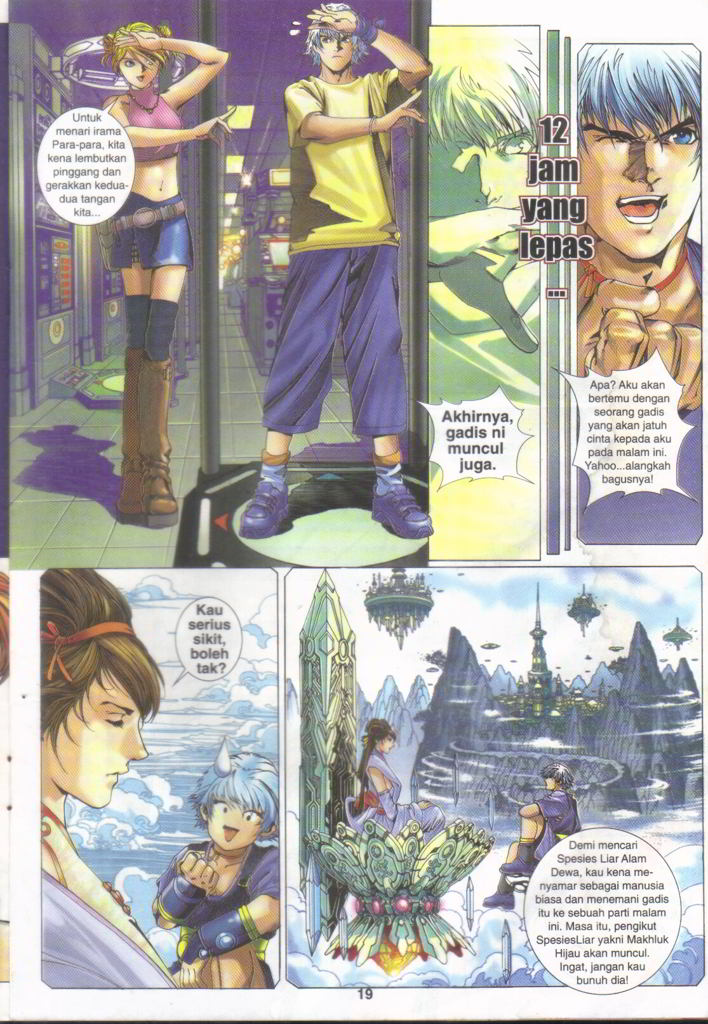 Untuk
menari irama
Para-para, kita
kena lembutkan
pinggang dan
gerakkan kedua-
dua tangan
kita...
Akhirnya,
gadis ni
muncul
juga.
12
jam
yang
lepas
...
Apa? Aku akan
bertemu dengan
seorang gadis
yang akan jatuh
cinta kepada aku
pada malam ini.
Yahoo...alangkah
bagusnya!
Kau
serius
sikit,
boleh
tak?
Demi mencari
Spesies Liar Alam
Dewa, kau kena me-
nyamar sebagai manusia
biasa dan menemani gadis
itu ke sebuah parti malam
ini. Masa itu, pengikut
SpesiesLiar yakni Makhluk
Hijau akan muncul.
Ingat, jangan kau
bunuh dia!
19